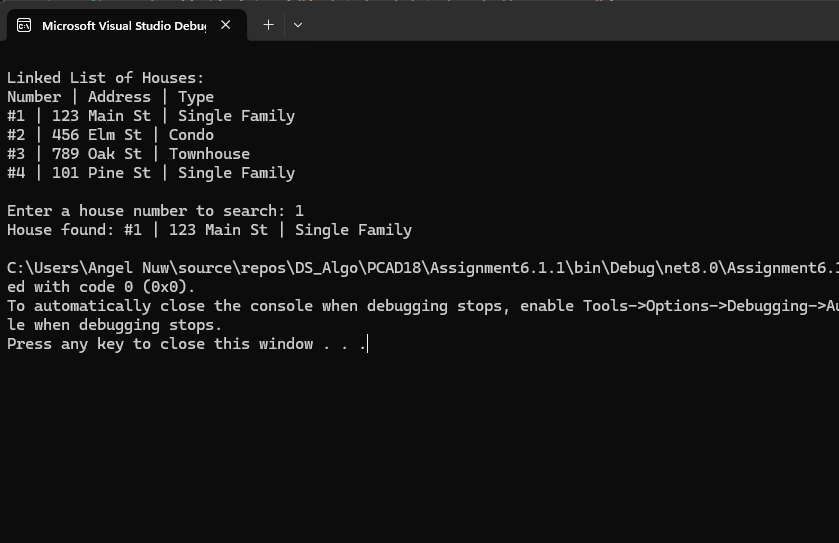 Microsoft Visual Studio Debug
Linked List of Houses:
Number | Address | Type
#1 | 123 Main St | Single Family
#2 | 456 Elm St | Condo
#3 | 789 Oak St | Townhouse
#4 | 101 Pine St | Single Family
Enter a house number to search: 1
House found: #1 | 123 Main St | Single Family
C:\Users\Angel Nuw\source\repos\DS_Algo\PCAD18\Assignment6.1.1\bin\Debug\net8.0\Assignment6.1
ed with code 0 (0x0).
To automatically close the console when debugging stops, enable Tools->Options->Debugging->Au
le when debugging stops.
Press any key to close this window . . .